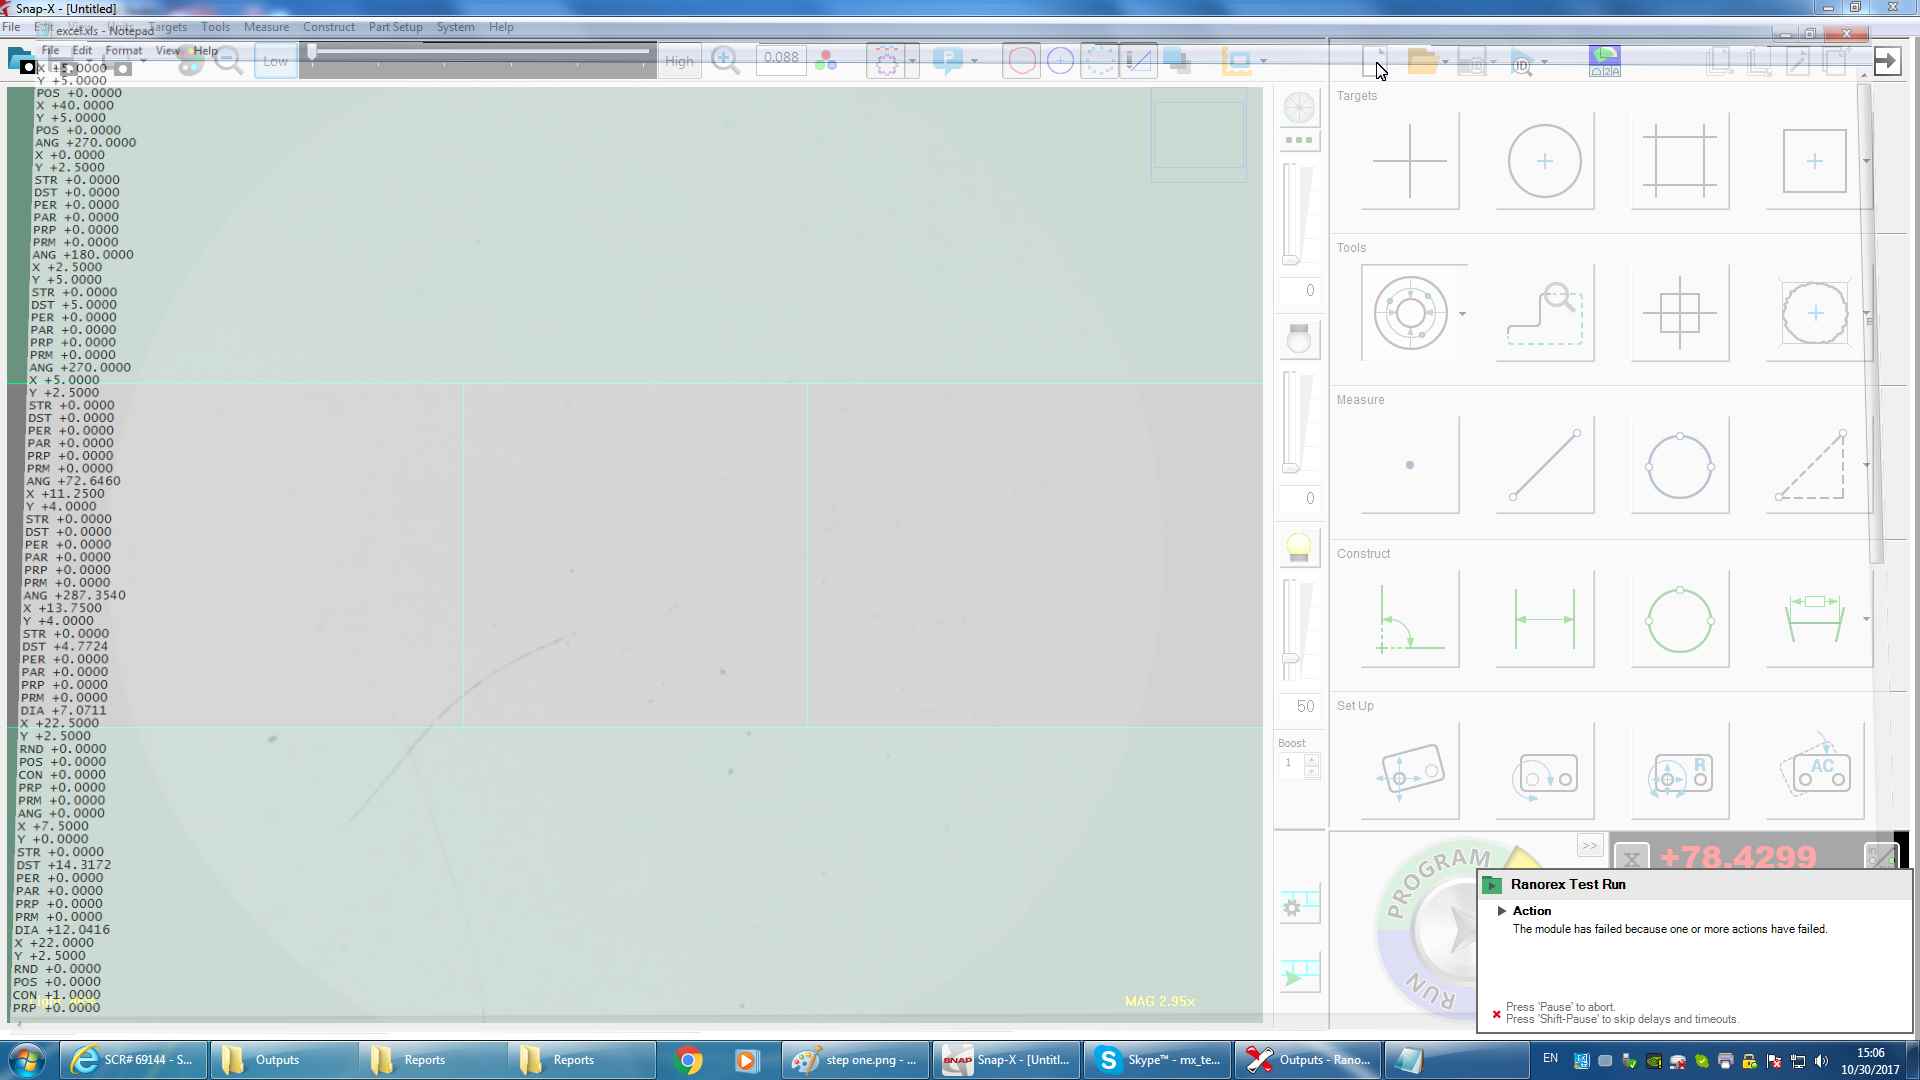 Snap-X - [Untitled]
File Edit View Units Targets Tools Measure Construct Part Setup System Help
excel.xls - Notepad
File Edit Format View Help
Low
High
0.088
X +5.0000
Y +5.0000
POS +0.0000
X +40.0000
Y +5.0000
POS +0.0000
ANG +270.0000
X +0.0000
Y +2.5000
STR +0.0000
DST +0.0000
PER +0.0000
PAR +0.0000
PRP +0.0000
PRM +0.0000
ANG +180.0000
X +2.5000
Y +5.0000
STR +0.0000
DST +5.0000
PER +0.0000
PAR +0.0000
PRP +0.0000
PRM +0.0000
ANG +270.0000
X +5.0000
Y +2.5000
STR +0.0000
DST +0.0000
PER +0.0000
PAR +0.0000
PRP +0.0000
PRM +0.0000
ANG +72.6460
X +11.2500
Y +4.0000
STR +0.0000
DST +0.0000
PER +0.0000
PAR +0.0000
PRP +0.0000
PRM +0.0000
ANG +287.3540
X +13.7500
Y +4.0000
STR +0.0000
DST +4.7724
PER +0.0000
PAR +0.0000
PRP +0.0000
PRM +0.0000
DIA +7.0711
X +22.5000
Y +2.5000
RND +0.0000
POS +0.0000
CON +0.0000
PRP +0.0000
PRM +0.0000
ANG +0.0000
X +7.5000
Y +0.0000
STR +0.0000
DST +14.3172
PER +0.0000
PAR +0.0000
PRP +0.0000
PRM +0.0000
DIA +12.0416
X +22.0000
Y +2.5000
RND +0.0000
POS +0.0000
CON +1.0000
PRP +0.0000
MAG 2.95x
0
0
50
Boost
1
ID
Targets
Tools
Measure
Construct
Set Up
R
AC
>>
PROGRAM
RUN
X +78.4299
Ranorex Test Run
Action
The module has failed because one or more actions have failed.
Press 'Pause' to abort.
Press 'Shift-Pause' to skip delays and timeouts.
SCR# 69144 - S...
Outputs
Reports
Reports
step one.png - ...
SNAP
Snap-X - [Untitl...
Skype™ - mx_te...
Outputs - Rano...
EN
15:06
10/30/2017